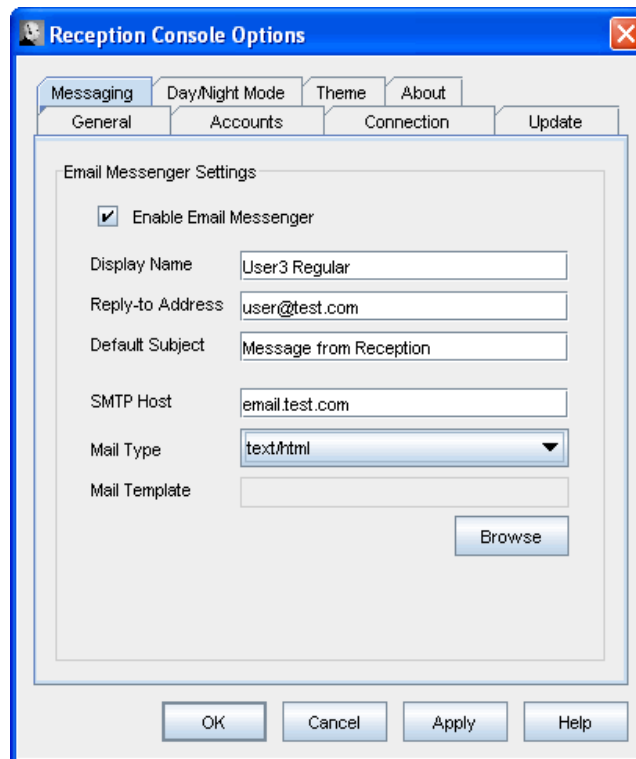 Reception Console Options
Messaging Day/Night Mode Theme About
General Accounts Connection Update
Email Messenger Settings
Enable Email Messenger
Display Name User3 Regular
Reply-to Address user@test.com
Default Subject Message from Reception
SMTP Host email.test.com
Mail Type text/html
Mail Template
Browse
OK Cancel Apply Help